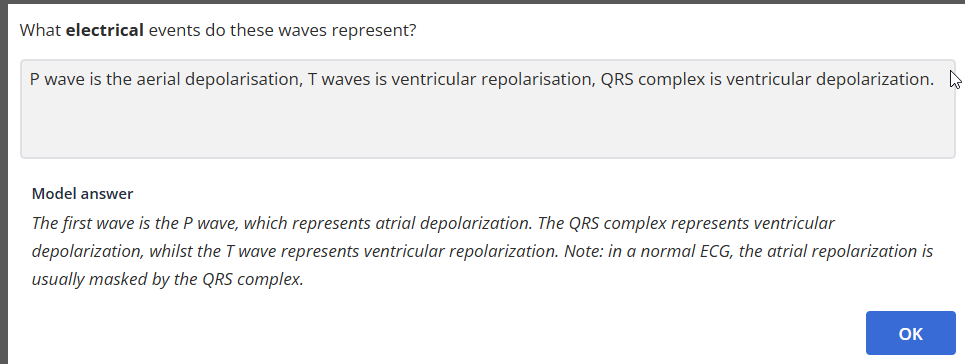 What electrical events do these waves represent?
P wave is the aerial depolarisation, T waves is ventricular repolarisation, QRS complex is ventricular depolarization.
Model answer
The first wave is the P wave, which represents atrial depolarization. The QRS complex represents ventricular
depolarization, whilst the T wave represents ventricular repolarization. Note: in a normal ECG, the atrial repolarization is
usually masked by the QRS complex.
OK